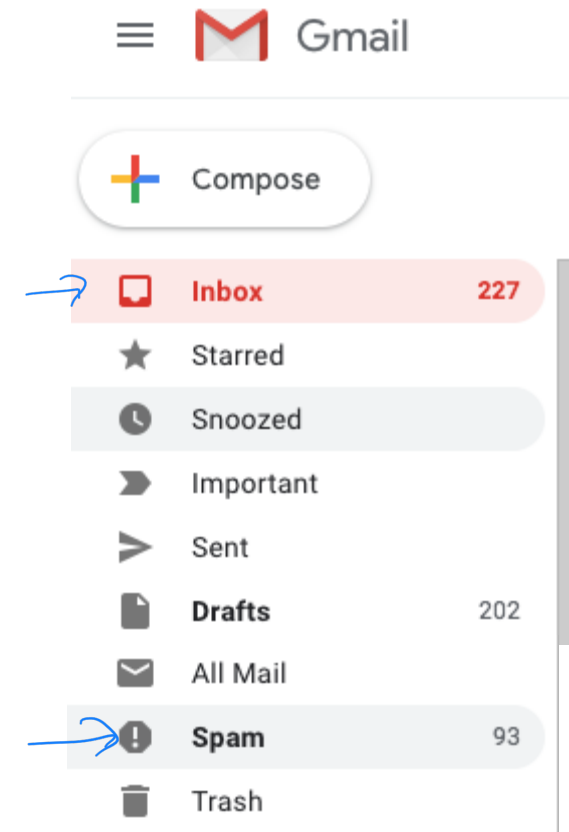 Gmail
Compose
Inbox 227
Starred
Snoozed
Important
Sent
Drafts 202
All Mail
Spam 93
Trash